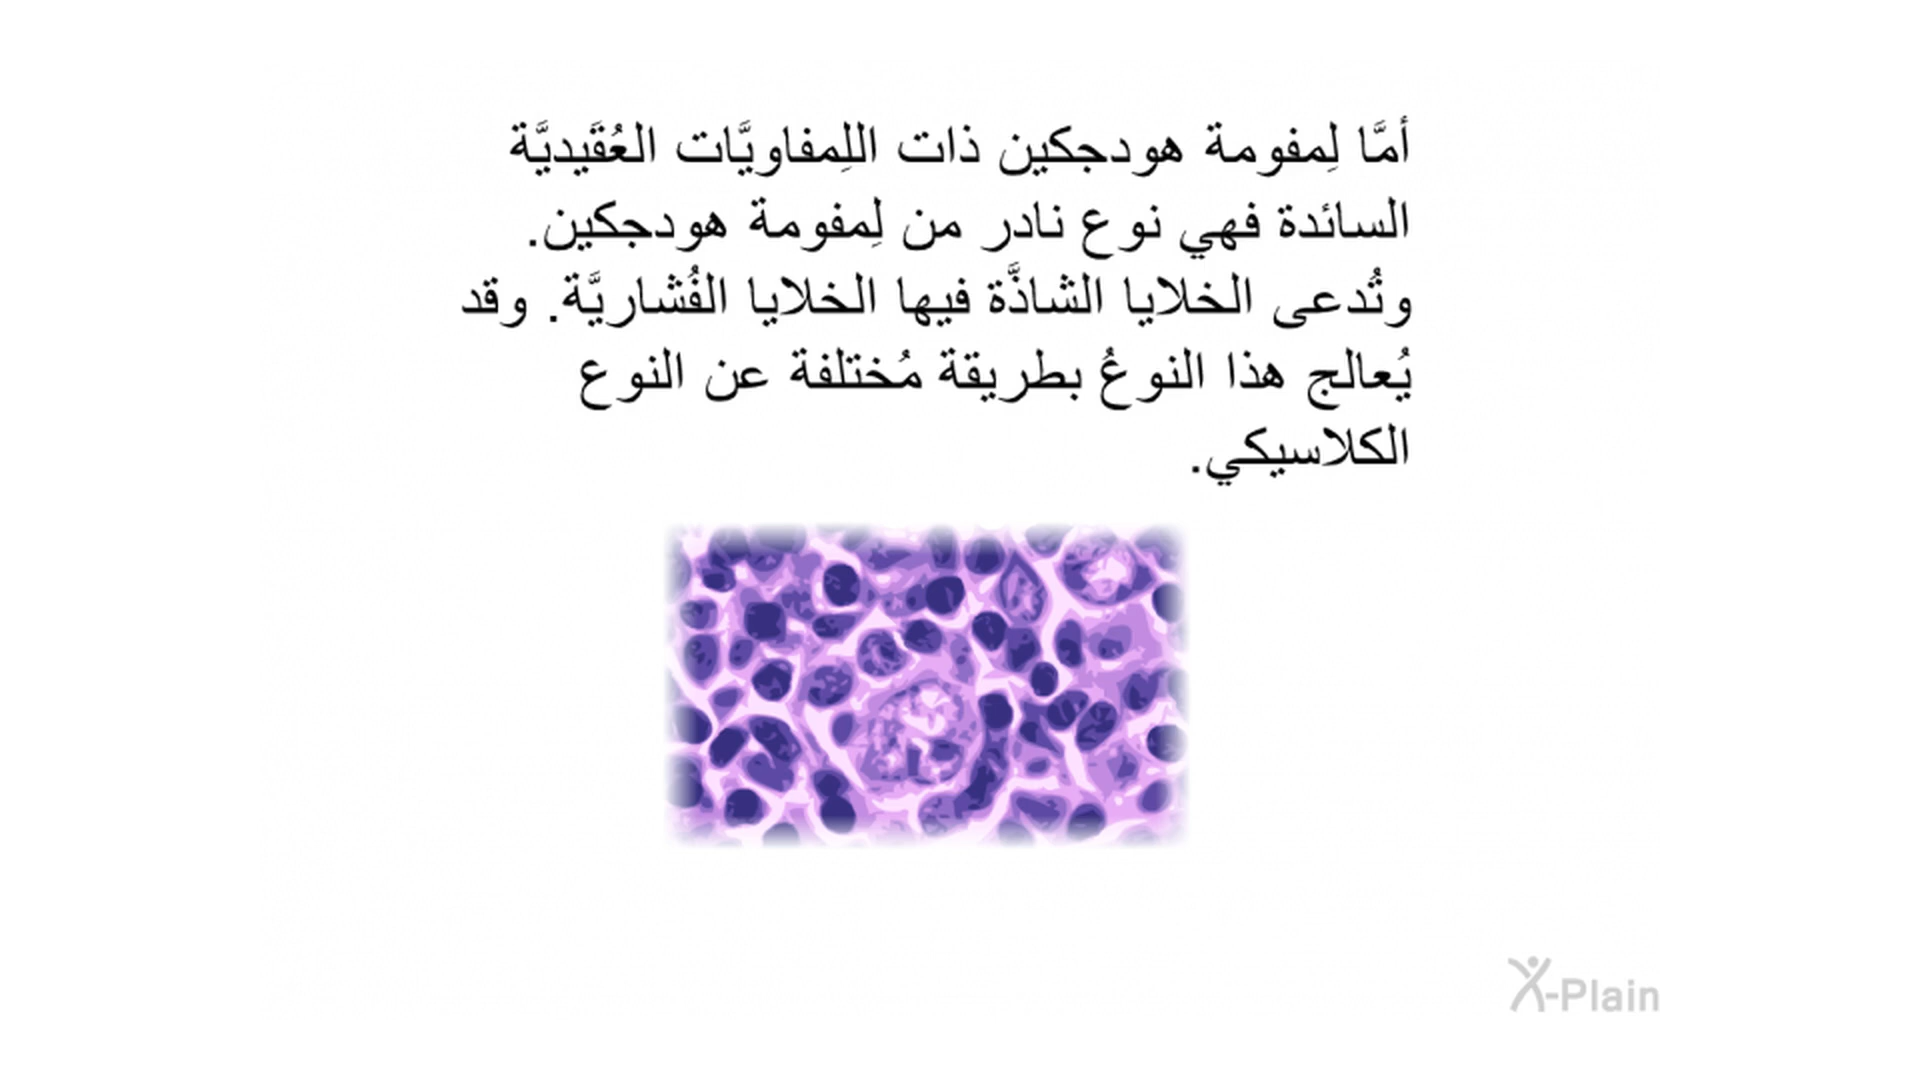 أمَّا لِمفومة هودجكين ذات اللِمفاويَّات العُقَيديَّة
السائدة فهي نوع نادر من لِمفومة هودجكين.
وتُدعى الخلايا الشاذَّة فيها الخلايا الفُشاريَّة. وقد
يُعالج هذا النوعُ بطريقة مُختلفة عن النوع
الكلاسيكي.
X-Plain